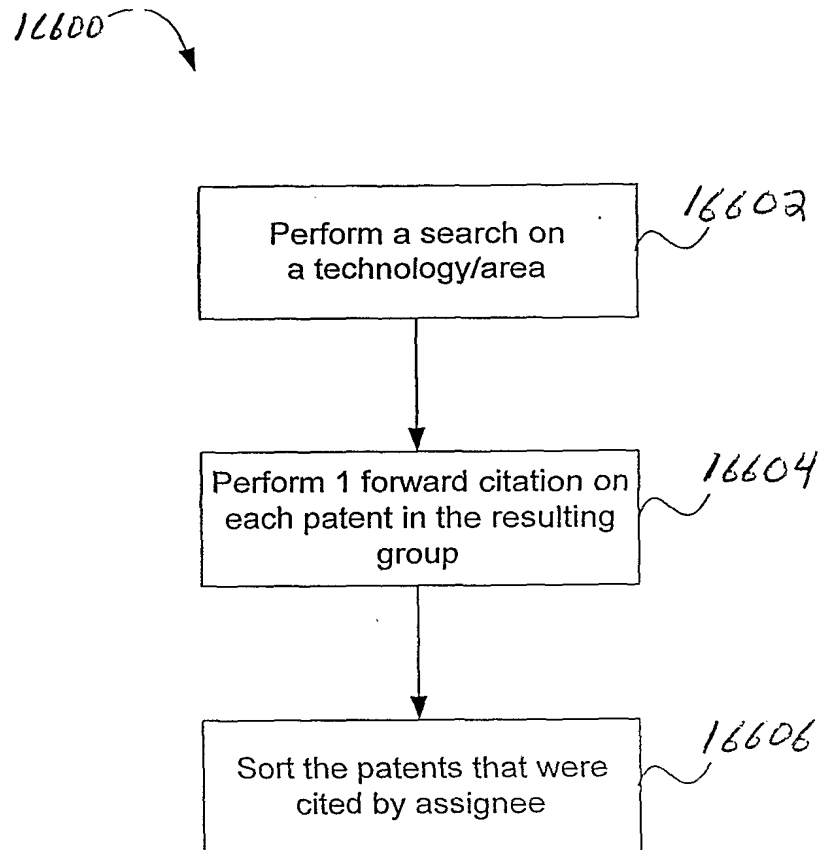 16600
16602
Perform a search on
a technology/area
16604
Perform 1 forward citation on
each patent in the resulting
group
16606
Sort the patents that were
cited by assignee